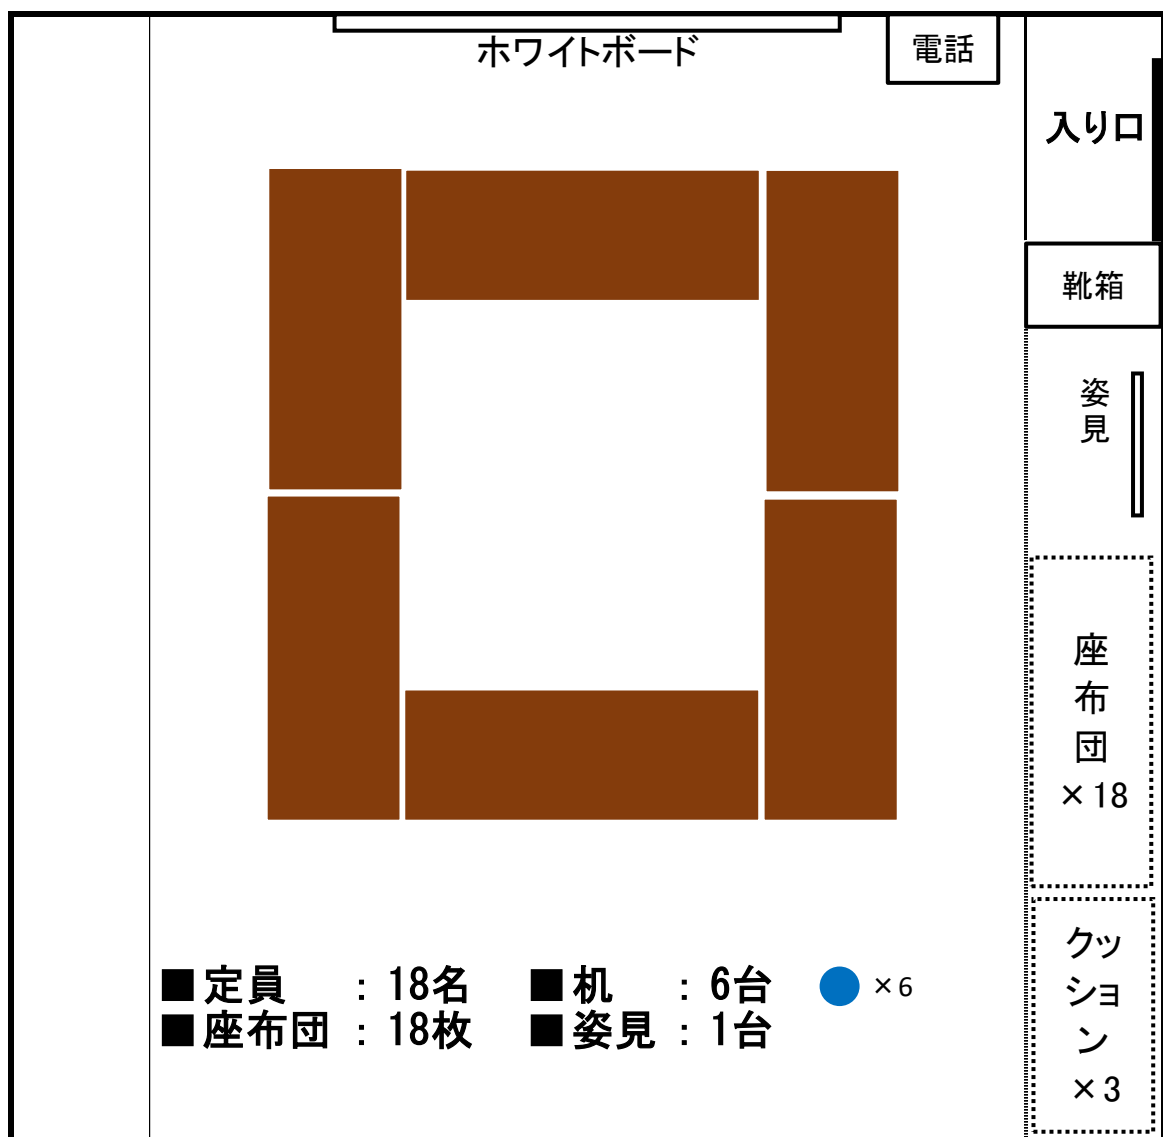 ホワイトボード
電話
入り口
靴箱
姿
見
座
布
団
×18
クッ
ショ
ン
×3
■定員 : 18名 ■机 : 6台 ×6
■座布団 : 18枚 ■姿見 : 1台